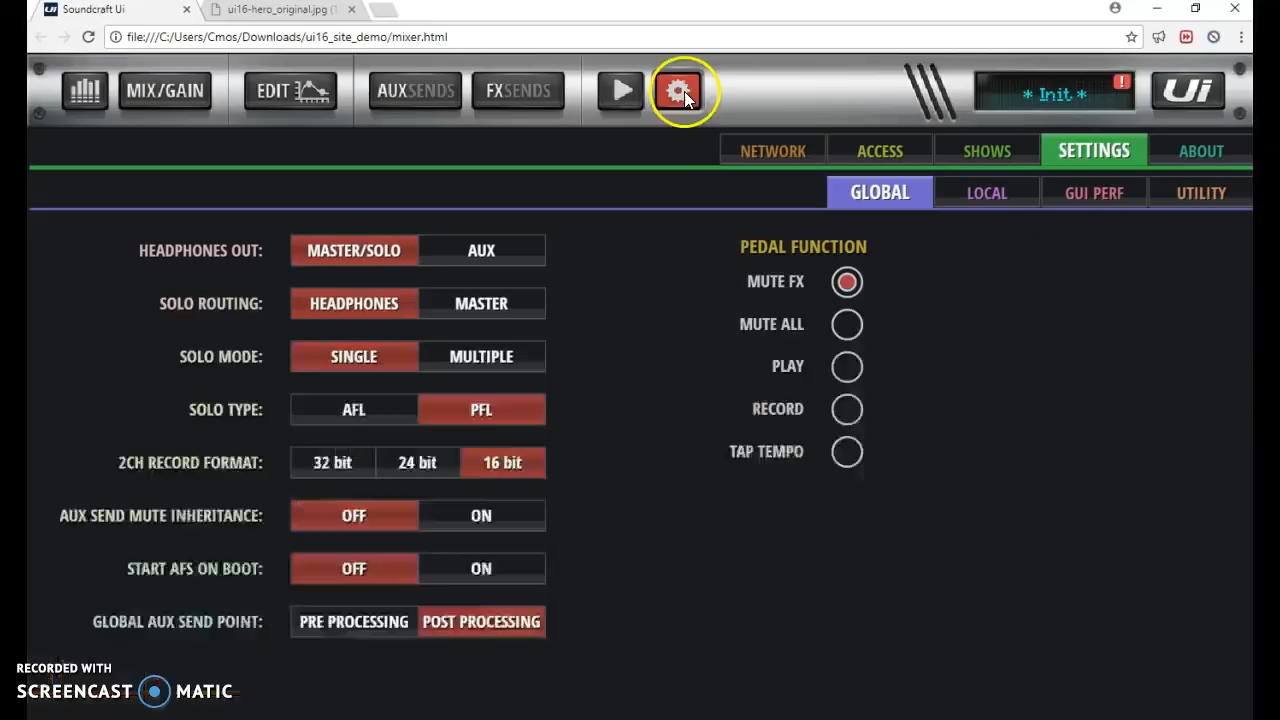 Soundcraft Ui
ui16-hero_original.jpg (1
file:///C:/Users/Cmos/Downloads/ui16_site_demo/mixer.html
MIX/GAIN
EDIT
AUXSENDS
FXSENDS
* Init *
!
Ui
NETWORK
ACCESS
SHOWS
SETTINGS
ABOUT
GLOBAL
LOCAL
GUI PERF
UTILITY
HEADPHONES OUT: MASTER/SOLO AUX
SOLO ROUTING: HEADPHONES MASTER
SOLO MODE: SINGLE MULTIPLE
SOLO TYPE: AFL PFL
2CH RECORD FORMAT: 32 bit 24 bit 16 bit
AUX SEND MUTE INHERITANCE: OFF ON
START AFS ON BOOT: OFF ON
GLOBAL AUX SEND POINT: PRE PROCESSING POST PROCESSING
PEDAL FUNCTION
MUTE FX
MUTE ALL
PLAY
RECORD
TAP TEMPO
RECORDED WITH
SCREENCAST MATIC